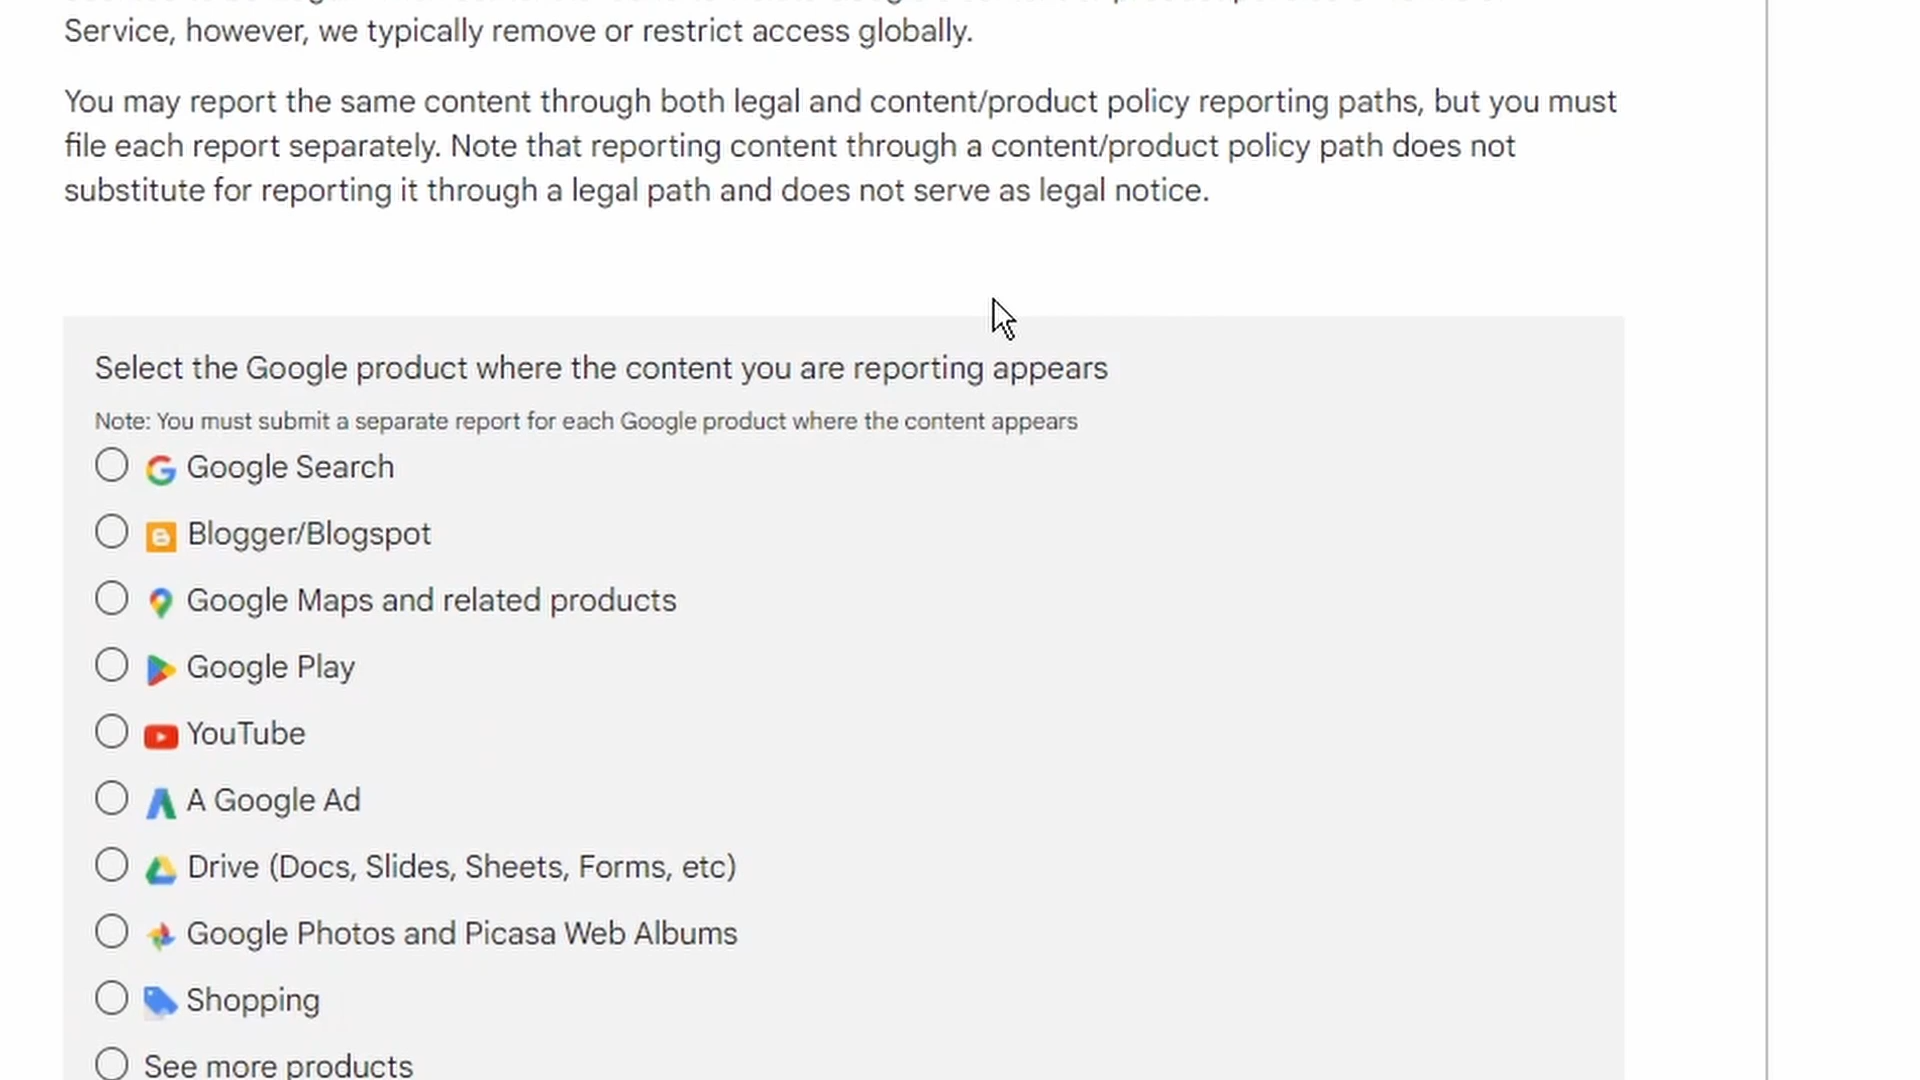 Service, however, we typically remove or restrict access globally.
You may report the same content through both legal and content/product policy reporting paths, but you must
file each report separately. Note that reporting content through a content/product policy path does not
substitute for reporting it through a legal path and does not serve as legal notice.
Select the Google product where the content you are reporting appears
Note: You must submit a separate report for each Google product where the content appears
Google Search
Blogger/Blogspot
Google Maps and related products
Google Play
YouTube
A Google Ad
Drive (Docs, Slides, Sheets, Forms, etc)
Google Photos and Picasa Web Albums
Shopping
See more products